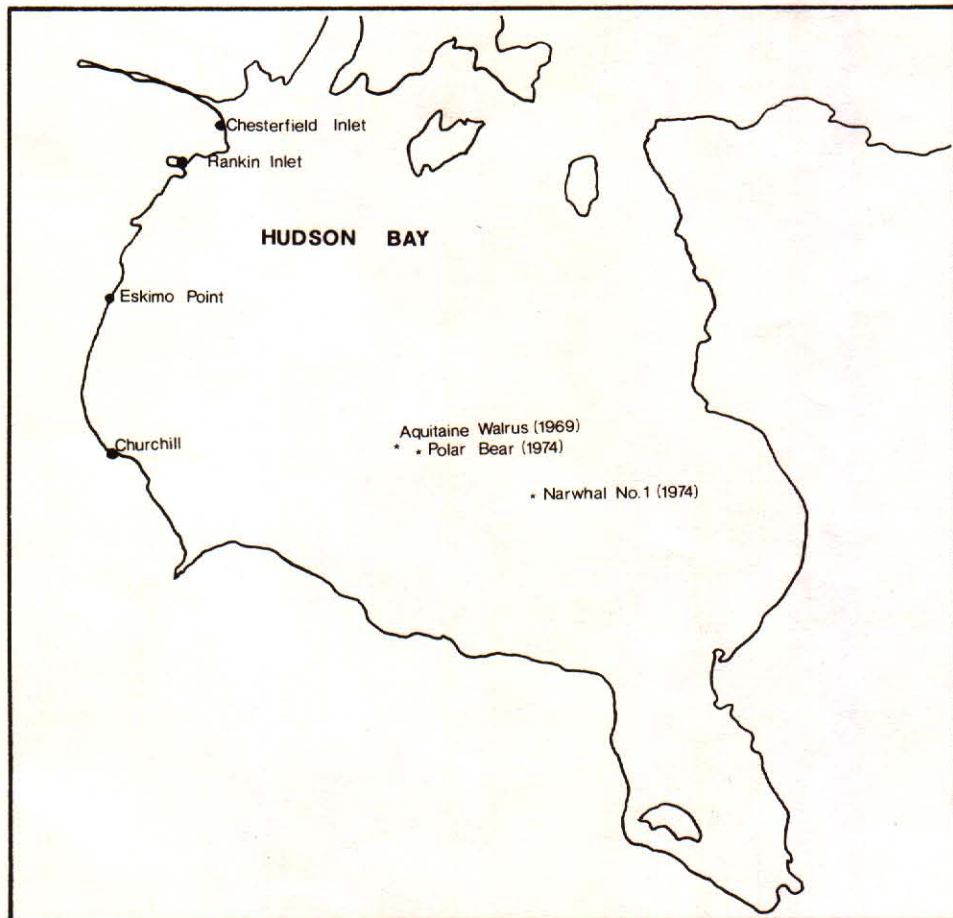 Chesterfield Inlet
Rankin Inlet
HUDSON BAY
Eskimo Point
Aquitaine Walrus (1969)
* * Polar Bear (1974)
Churchill
* Narwhal No.1 (1974)